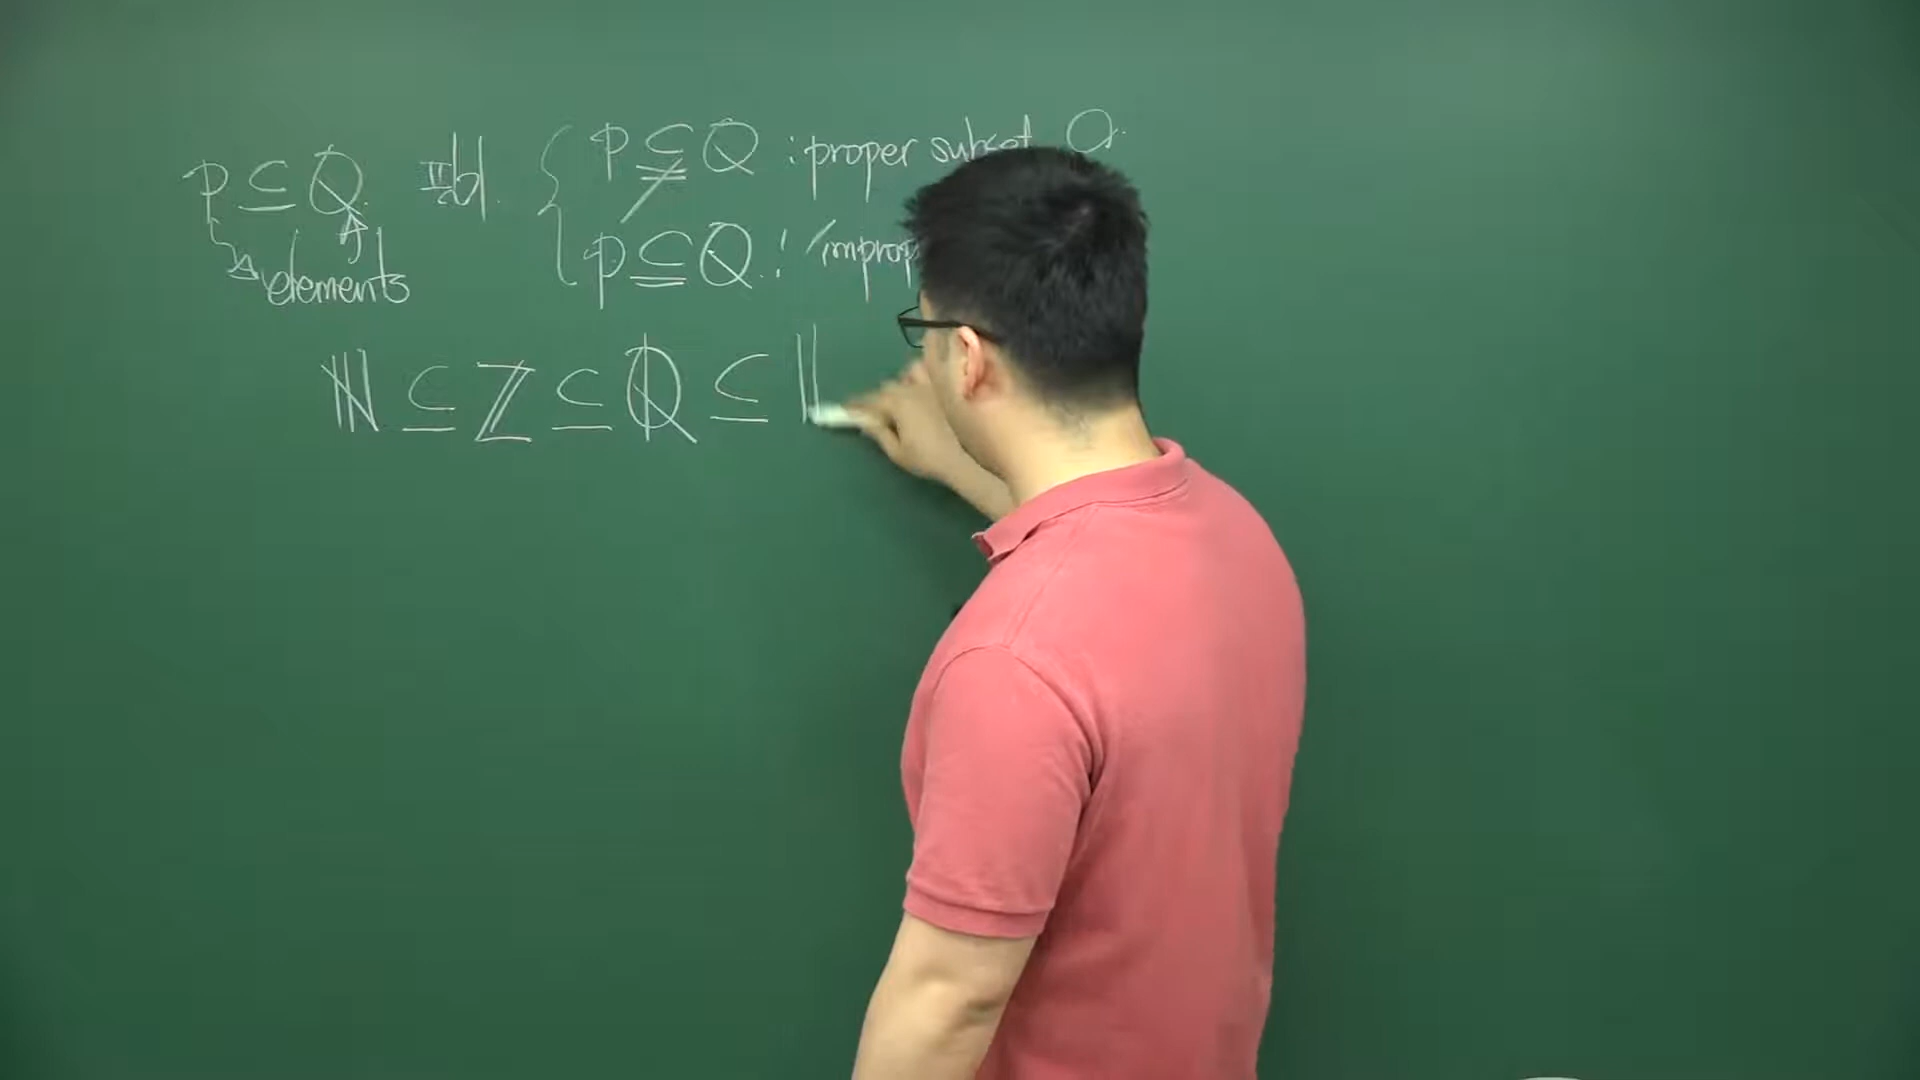 P ⊆ Q { P ⊊ Q : proper subset Q.
P ⊆ Q : improp
elements
ℕ ⊆ ℤ ⊆ ℚ ⊆